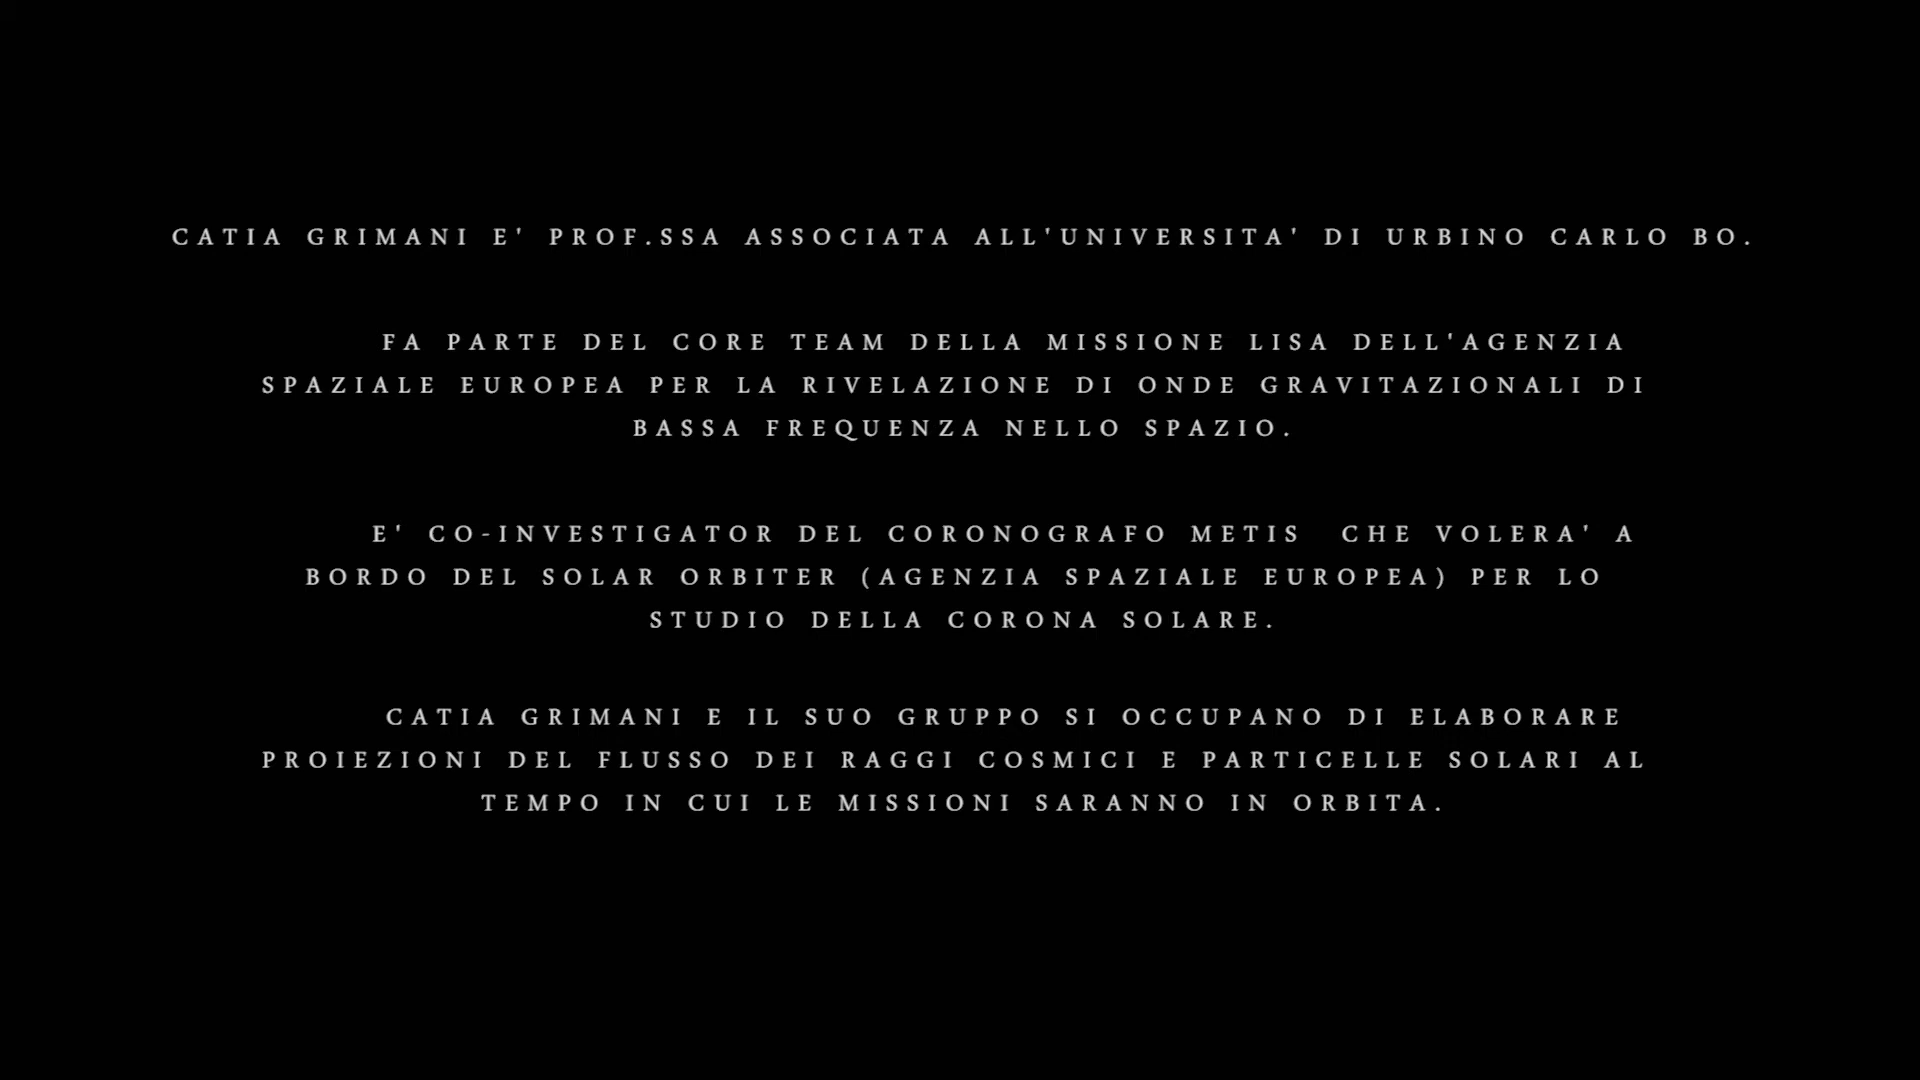 CATIA GRIMANI E' PROF.SSA ASSOCIATA ALL'UNIVERSITA' DI URBINO CARLO BO.
FA PARTE DEL CORE TEAM DELLA MISSIONE LISA DELL'AGENZIA
SPAZIALE EUROPEA PER LA RIVELAZIONE DI ONDE GRAVITAZIONALI DI
BASSA FREQUENZA NELLO SPAZIO.
E' CO-INVESTIGATOR DEL CORONOGRAFO METIS CHE VOLERA' A
BORDO DEL SOLAR ORBITER (AGENZIA SPAZIALE EUROPEA) PER LO
STUDIO DELLA CORONA SOLARE.
CATIA GRIMANI E IL SUO GRUPPO SI OCCUPANO DI ELABORARE
PROIEZIONI DEL FLUSSO DEI RAGGI COSMICI E PARTICELLE SOLARI AL
TEMPO IN CUI LE MISSIONI SARANNO IN ORBITA.